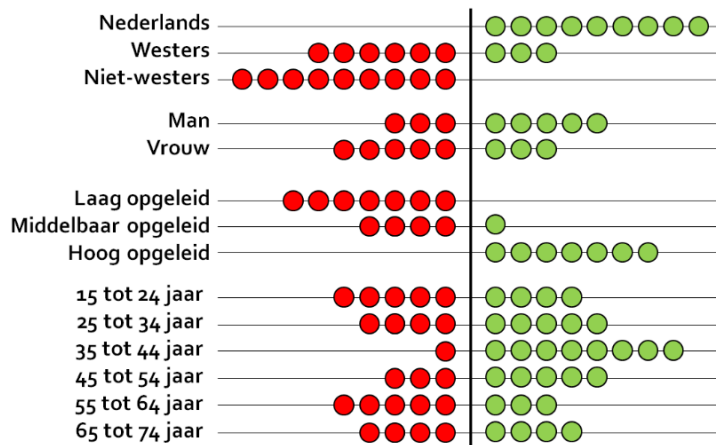 Nederlands
Westers
Niet-westers
Man
Vrouw
Laag opgeleid
Middelbaar opgeleid
Hoog opgeleid
15 tot 24 jaar
25 tot 34 jaar
35 tot 44 jaar
45 tot 54 jaar
55 tot 64 jaar
65 tot 74 jaar